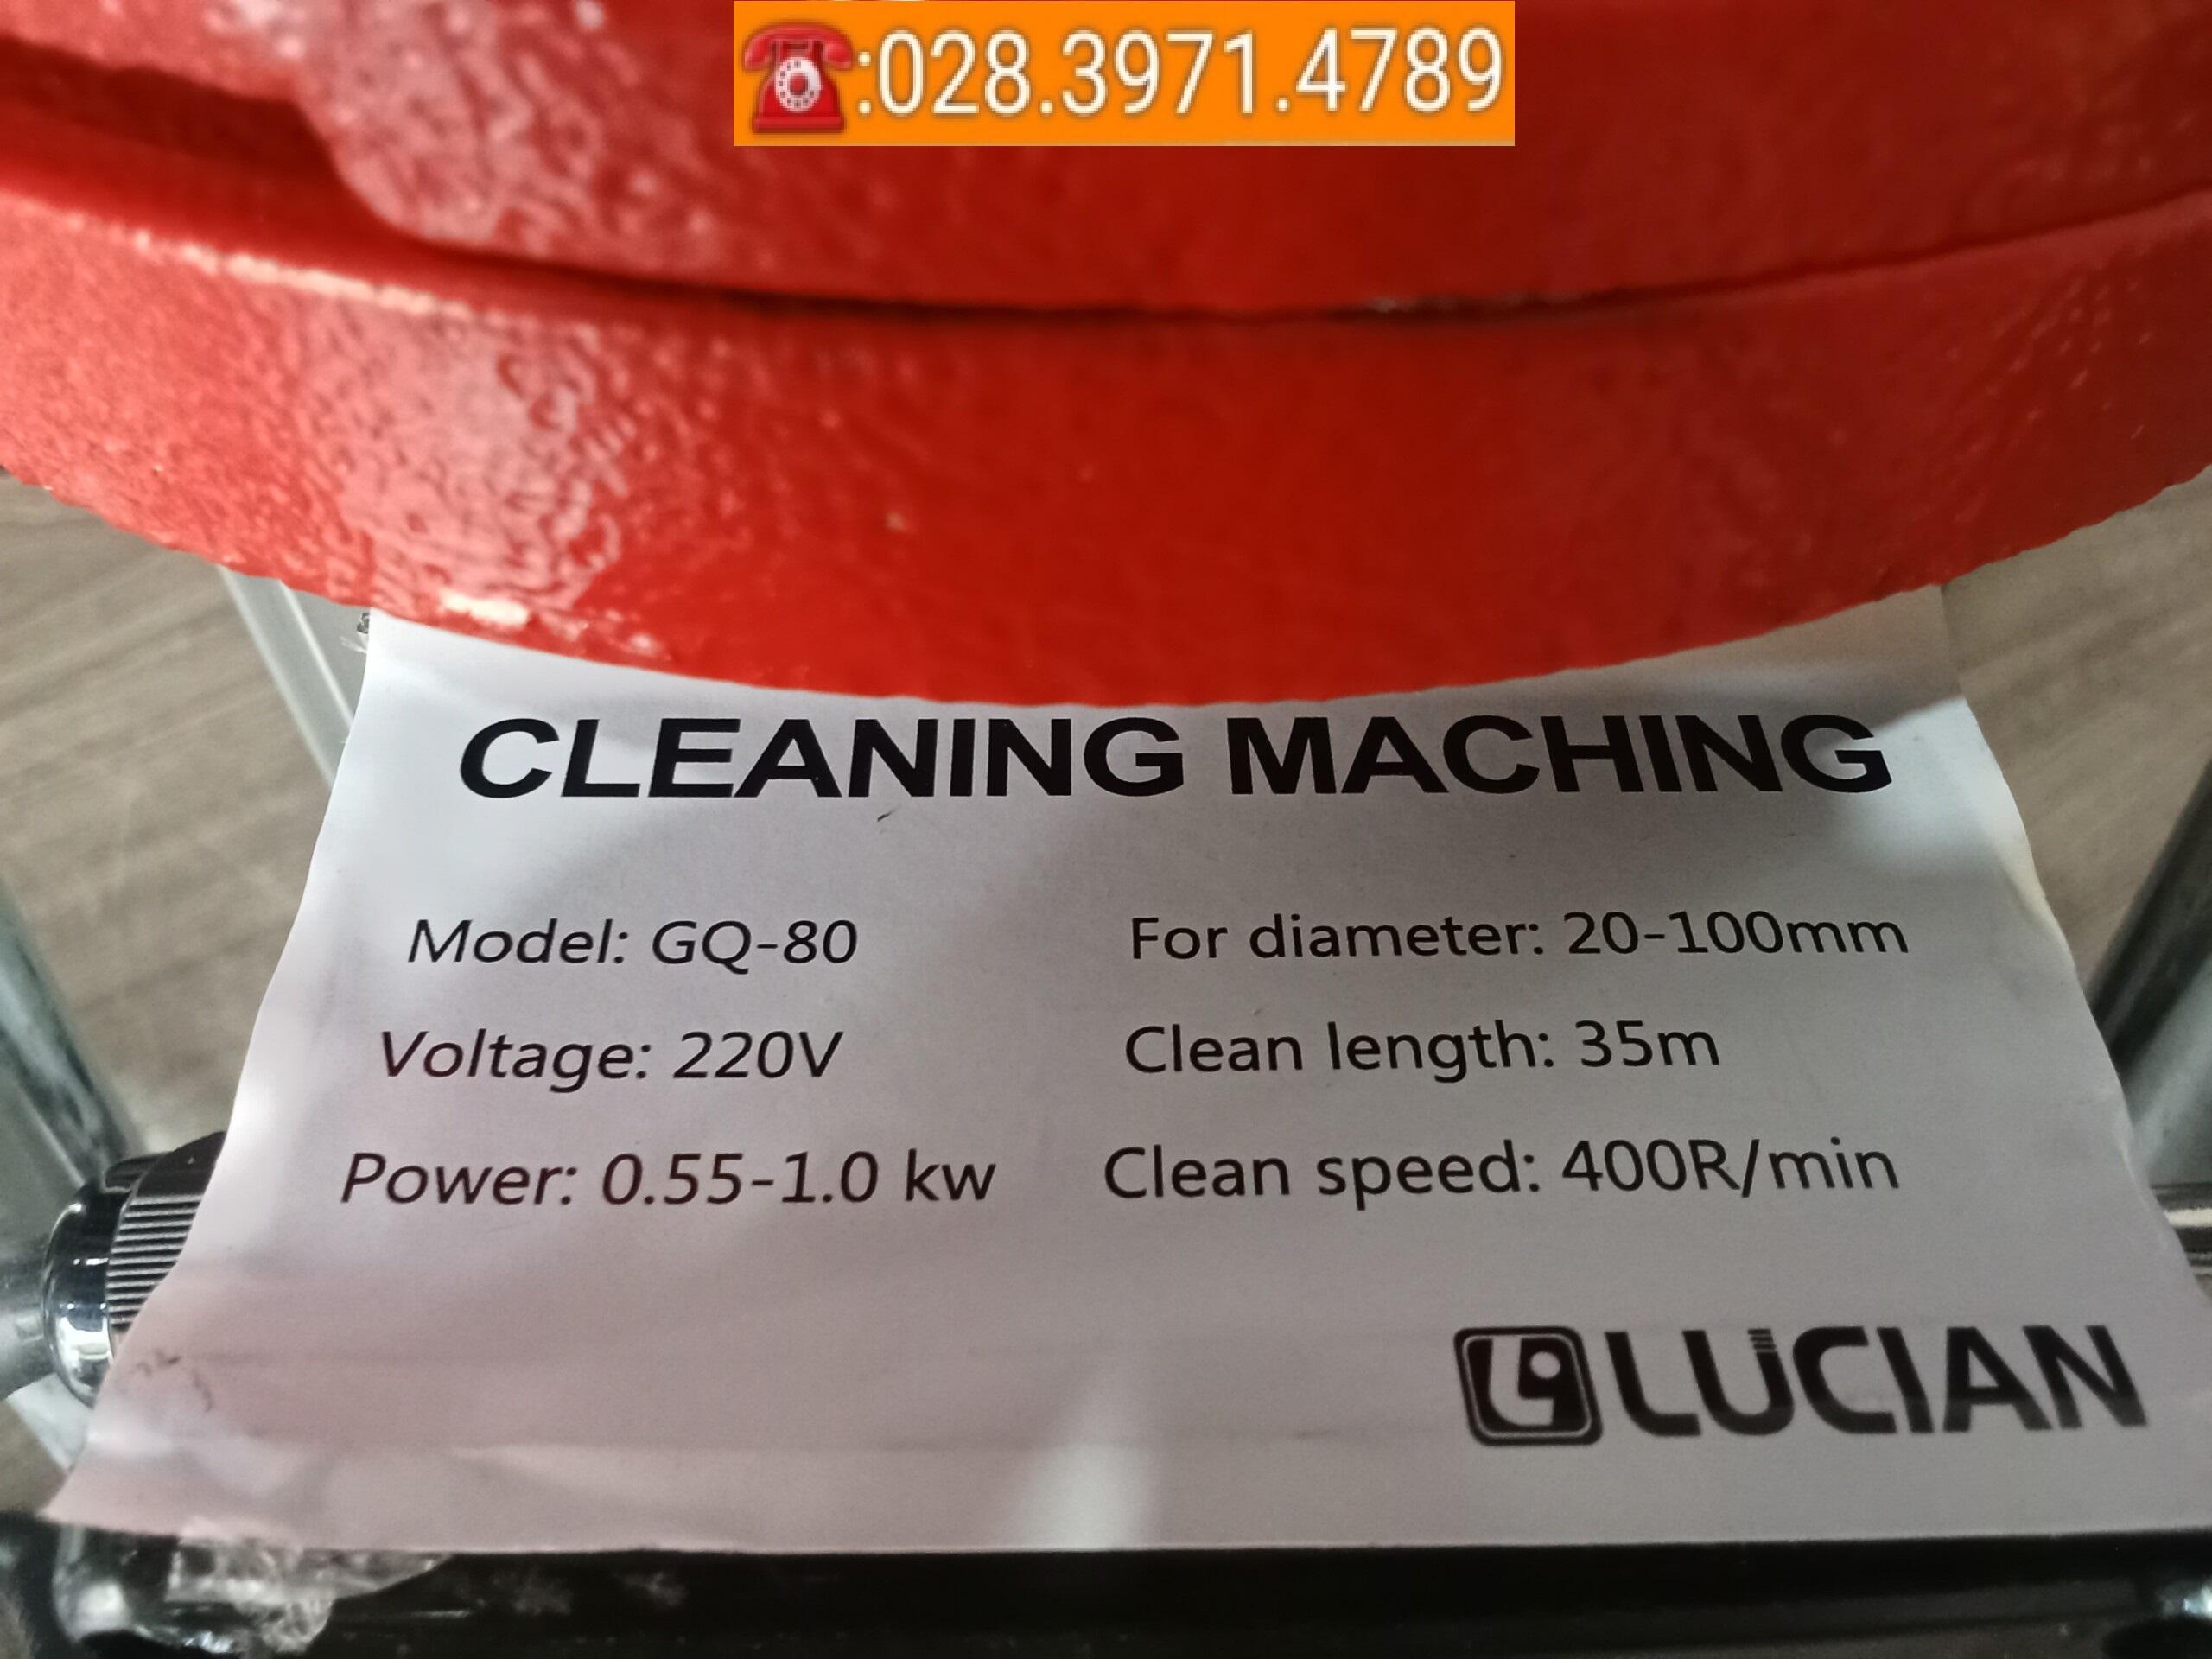 :028.3971.4789
CLEANING MACHING
Model: GQ-80
For diameter: 20-100mm
Voltage: 220V
Clean length: 35m
Power: 0.55-1.0 kw
Clean speed: 400R/min
LUCIAN